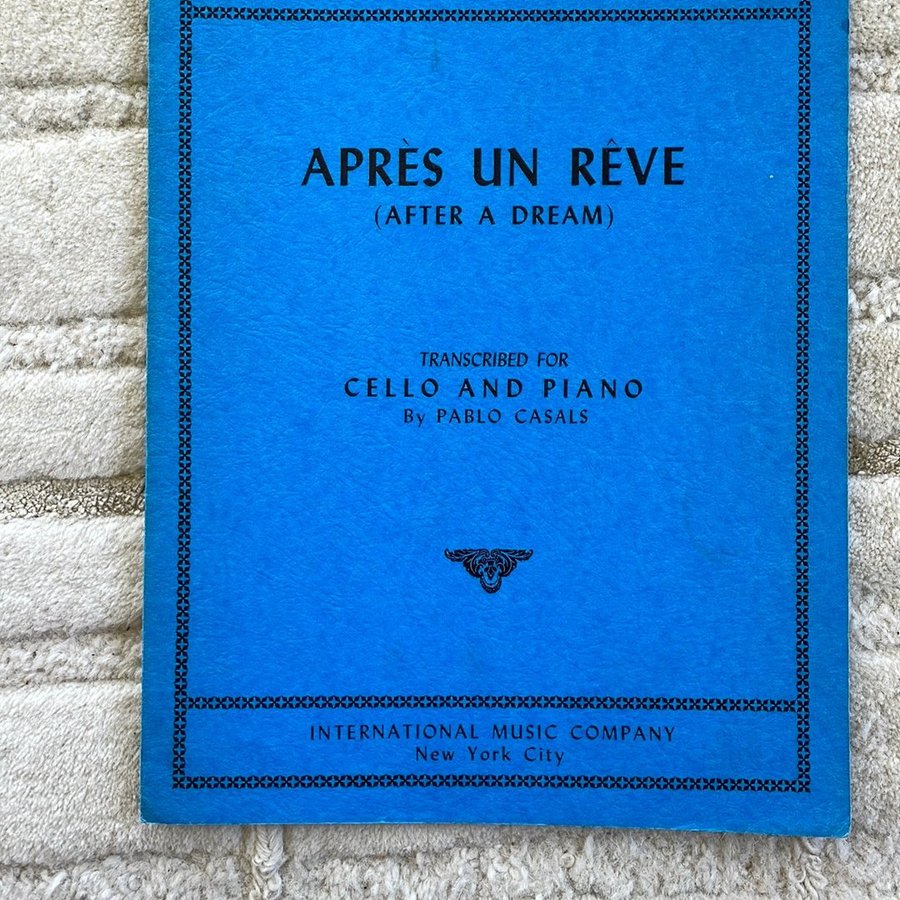 APRÈS UN RÊVE
(AFTER A DREAM)
TRANSCRIBED FOR
CELLO AND PIANO
By PABLO CASALS
INTERNATIONAL MUSIC COMPANY
New York City